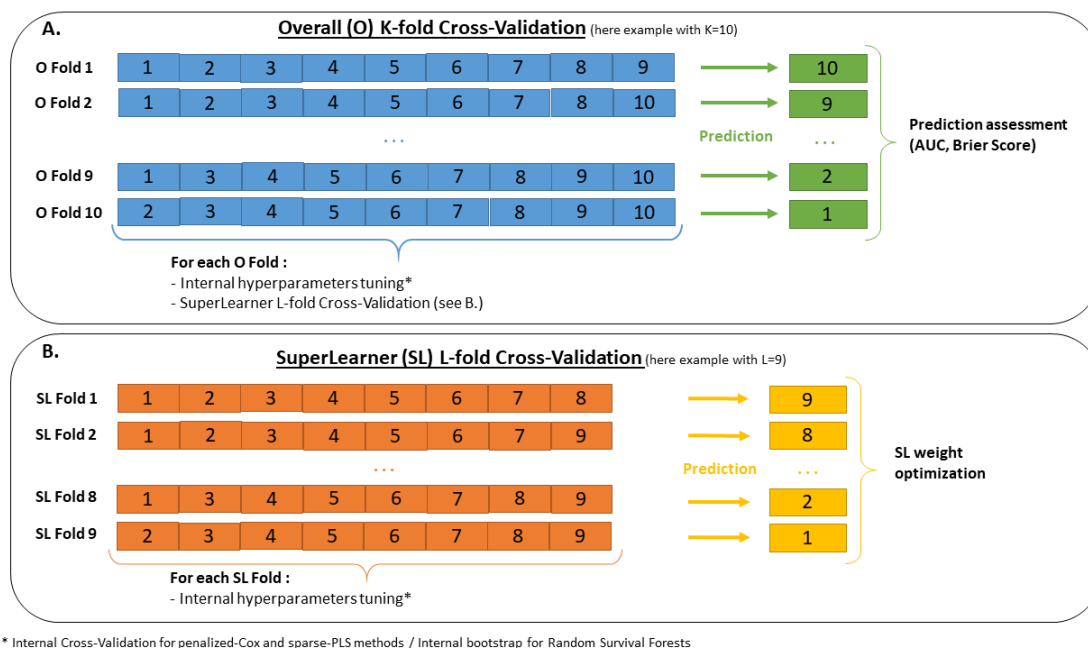 A.
Overall (O) K-fold Cross-Validation (here example with K=10)
O Fold 1 1 2 3 4 5 6 7 8 9 10
O Fold 2 1 2 3 4 5 6 7 8 10 9
... Prediction ...
O Fold 9 1 3 4 5 6 7 8 9 10 2
O Fold 10 2 3 4 5 6 7 8 9 10 1
Prediction assessment
(AUC, Brier Score)
For each O Fold :
- Internal hyperparameters tuning*
- SuperLearner L-fold Cross-Validation (see B.)
B.
SuperLearner (SL) L-fold Cross-Validation (here example with L=9)
SL Fold 1 1 2 3 4 5 6 7 8 9
SL Fold 2 1 2 3 4 5 6 7 9 8
... Prediction ...
SL Fold 8 1 3 4 5 6 7 8 9 2
SL Fold 9 2 3 4 5 6 7 8 9 1
SL weight
optimization
For each SL Fold :
- Internal hyperparameters tuning*
* Internal Cross-Validation for penalized-Cox and sparse-PLS methods / Internal bootstrap for Random Survival Forests